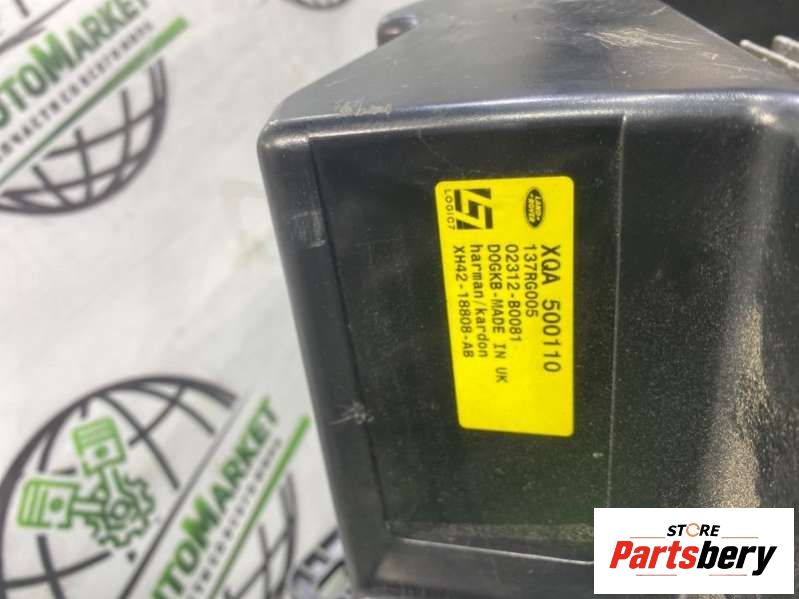 LAND-
ROVER
LOGIC7
XQA 500110
137RG005
02312-B0081
D0GKB-MADE IN UK
harman/kardon
XH42-18808-AB
AUTOMARKET
AUTOMARKET
STORE
Partsbery